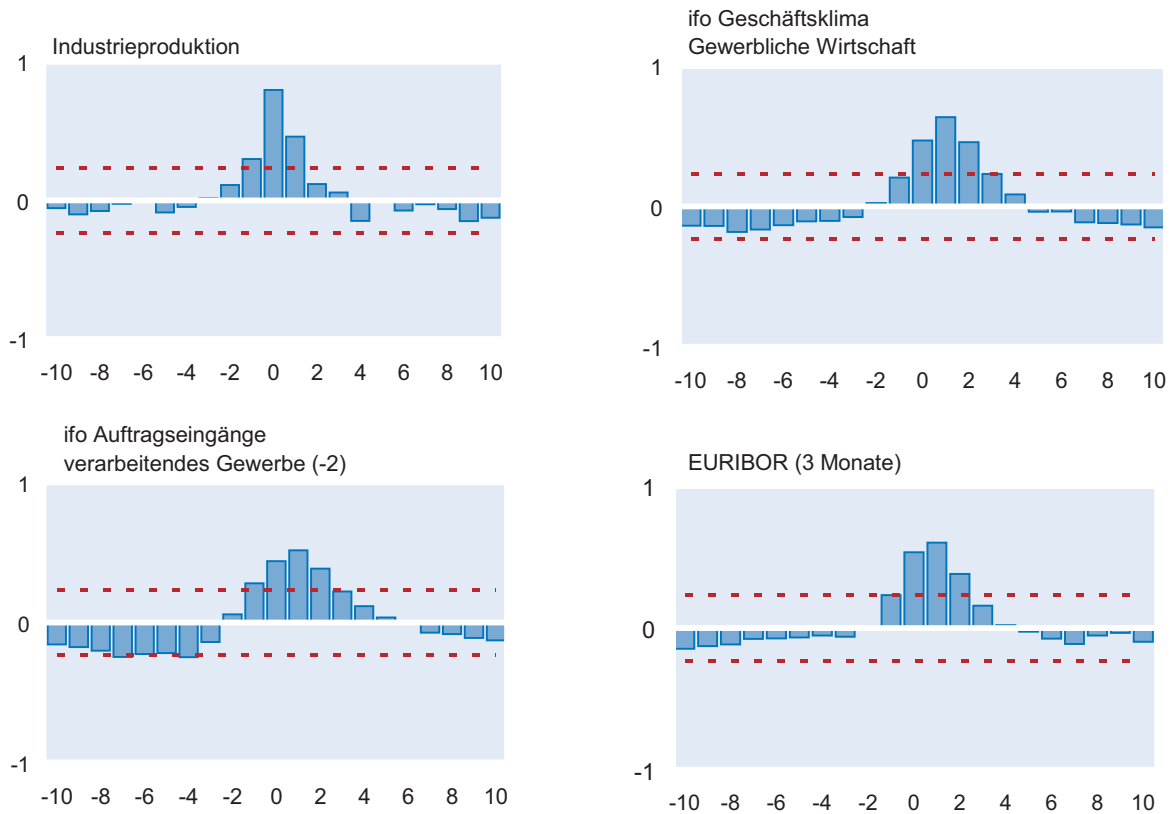 Industrieproduktion
1
0
-1
-10 -8 -6 -4 -2 0 2 4 6 8 10
ifo Geschäftsklima
Gewerbliche Wirtschaft
1
0
-1
-10 -8 -6 -4 -2 0 2 4 6 8 10
ifo Auftragseingänge
verarbeitendes Gewerbe (-2)
1
0
-1
-10 -8 -6 -4 -2 0 2 4 6 8 10
EURIBOR (3 Monate)
1
0
-1
-10 -8 -6 -4 -2 0 2 4 6 8 10